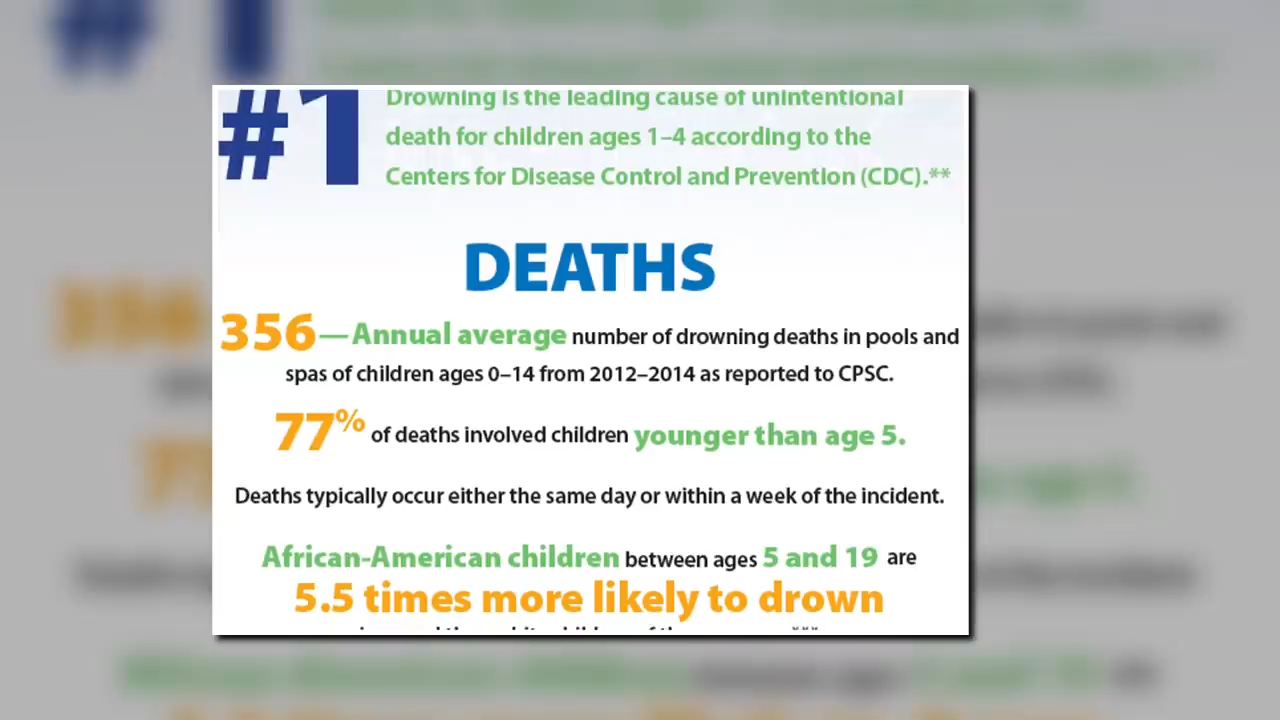 #1
Drowning is the leading cause of unintentional
death for children ages 1–4 according to the
Centers for Disease Control and Prevention (CDC).**
DEATHS
356—Annual average number of drowning deaths in pools and
spas of children ages 0–14 from 2012–2014 as reported to CPSC.
77% of deaths involved children younger than age 5.
Deaths typically occur either the same day or within a week of the incident.
African-American children between ages 5 and 19 are
5.5 times more likely to drown